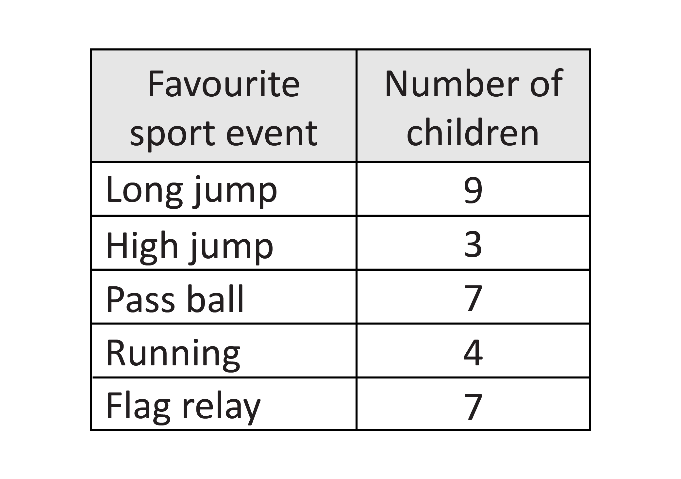 Favourite
sport event
Number of
children
Long jump 9
High jump 3
Pass ball 7
Running 4
Flag relay 7